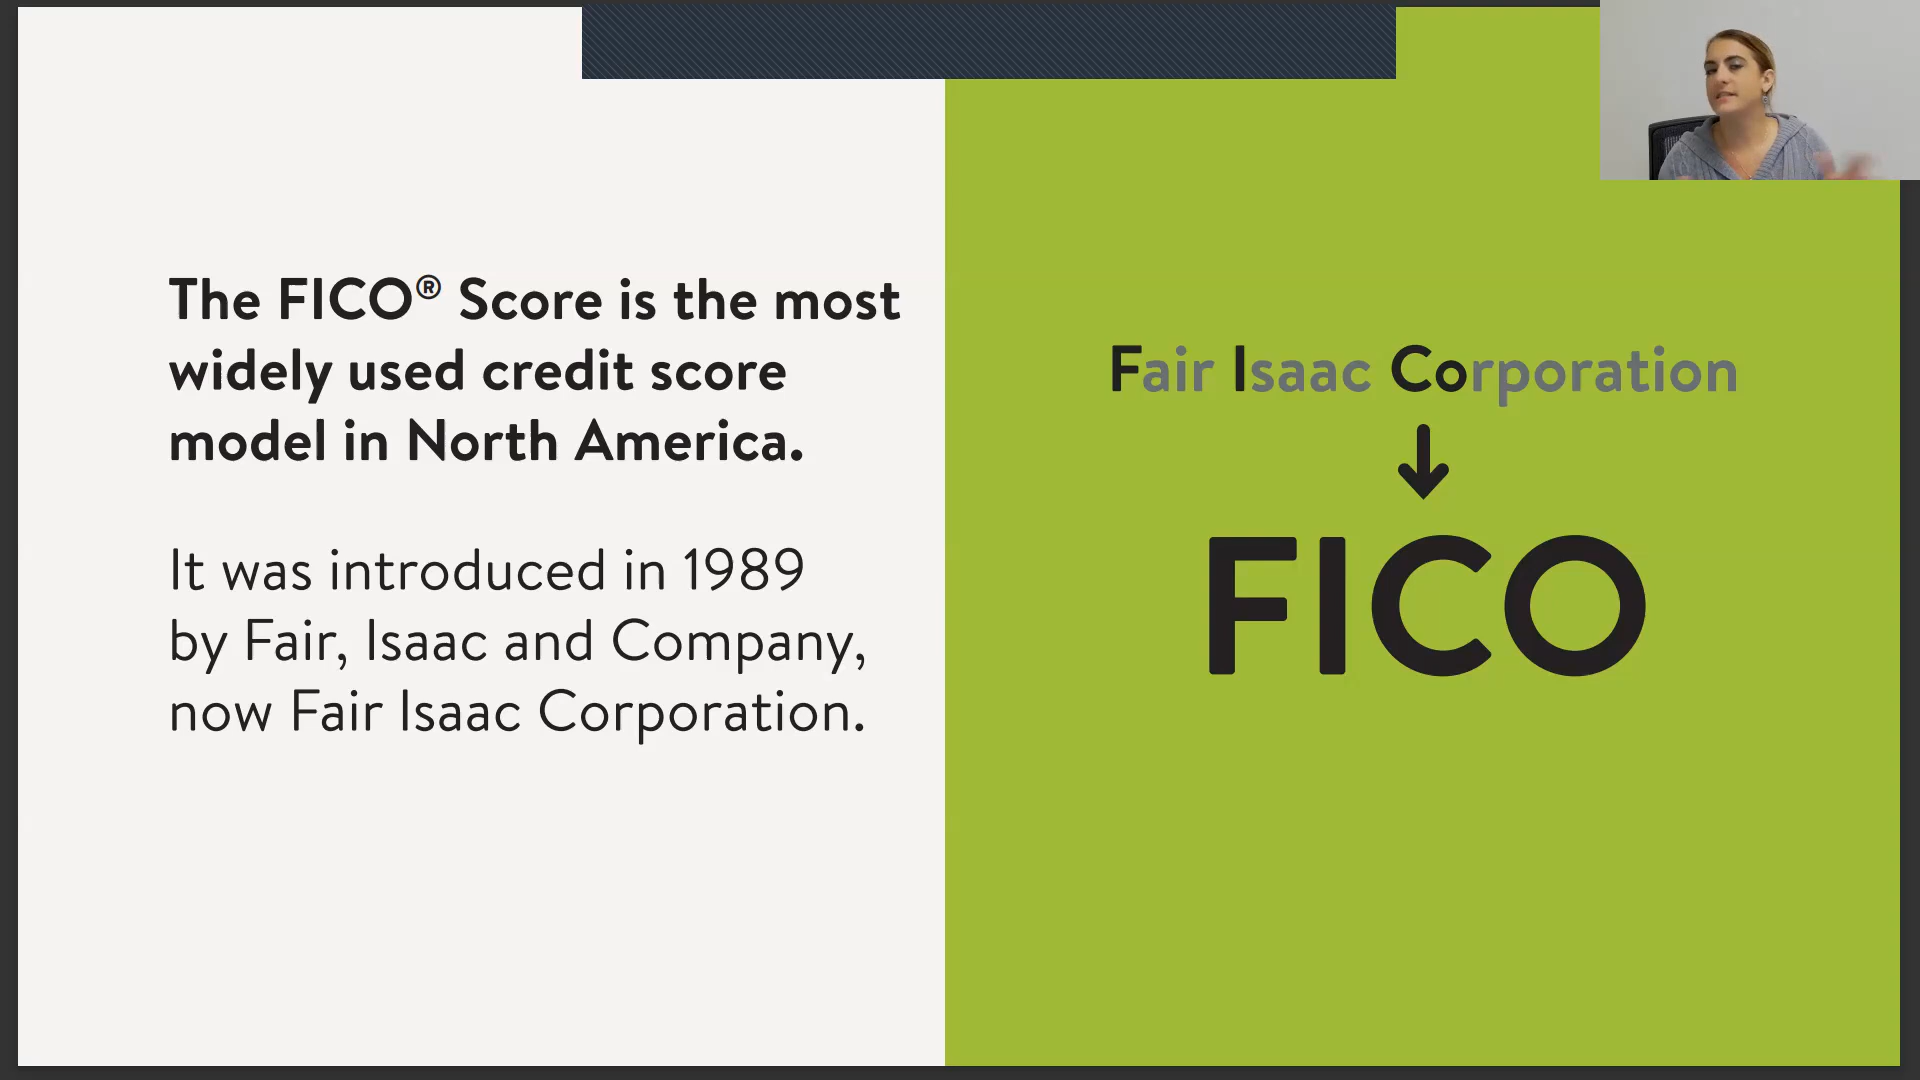 The FICO® Score is the most
widely used credit score
model in North America.
It was introduced in 1989
by Fair, Isaac and Company,
now Fair Isaac Corporation.
Fair Isaac Corporation
FICO